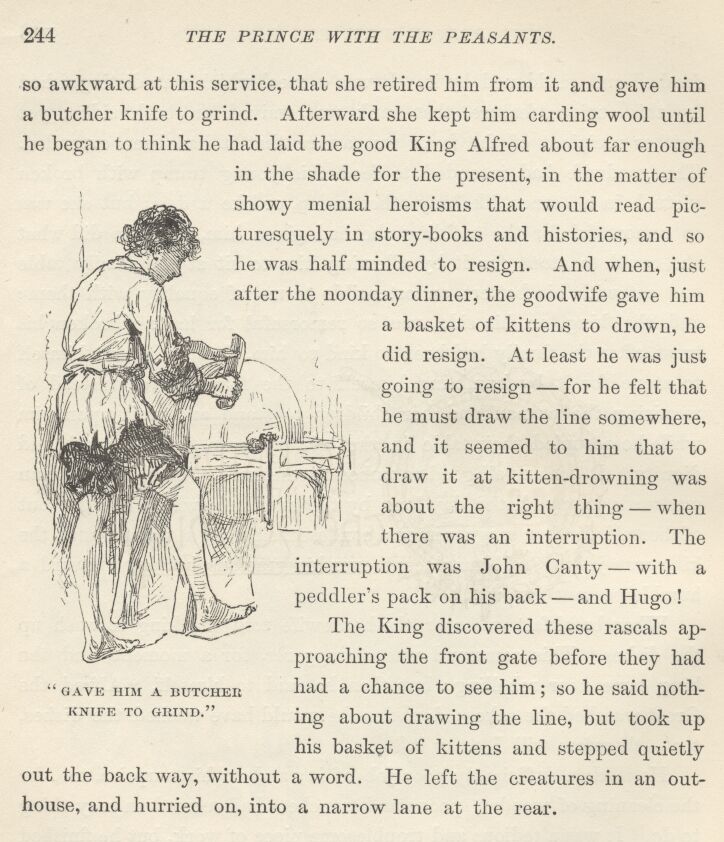 244 THE PRINCE WITH THE PEASANTS.
so awkward at this service, that she retired him from it and gave him
a butcher knife to grind. Afterward she kept him carding wool until
he began to think he had laid the good King Alfred about far enough
in the shade for the present, in the matter of
showy menial heroisms that would read pic-
turesquely in story-books and histories, and so
he was half minded to resign. And when, just
after the noonday dinner, the goodwife gave him
a basket of kittens to drown, he
did resign. At least he was just
going to resign — for he felt that
he must draw the line somewhere,
and it seemed to him that to
draw it at kitten-drowning was
about the right thing — when
there was an interruption. The
interruption was John Canty — with a
peddler's pack on his back — and Hugo!
The King discovered these rascals ap-
proaching the front gate before they had
had a chance to see him; so he said noth-
ing about drawing the line, but took up
his basket of kittens and stepped quietly
out the back way, without a word. He left the creatures in an out-
house, and hurried on, into a narrow lane at the rear.
"GAVE HIM A BUTCHER
KNIFE TO GRIND."